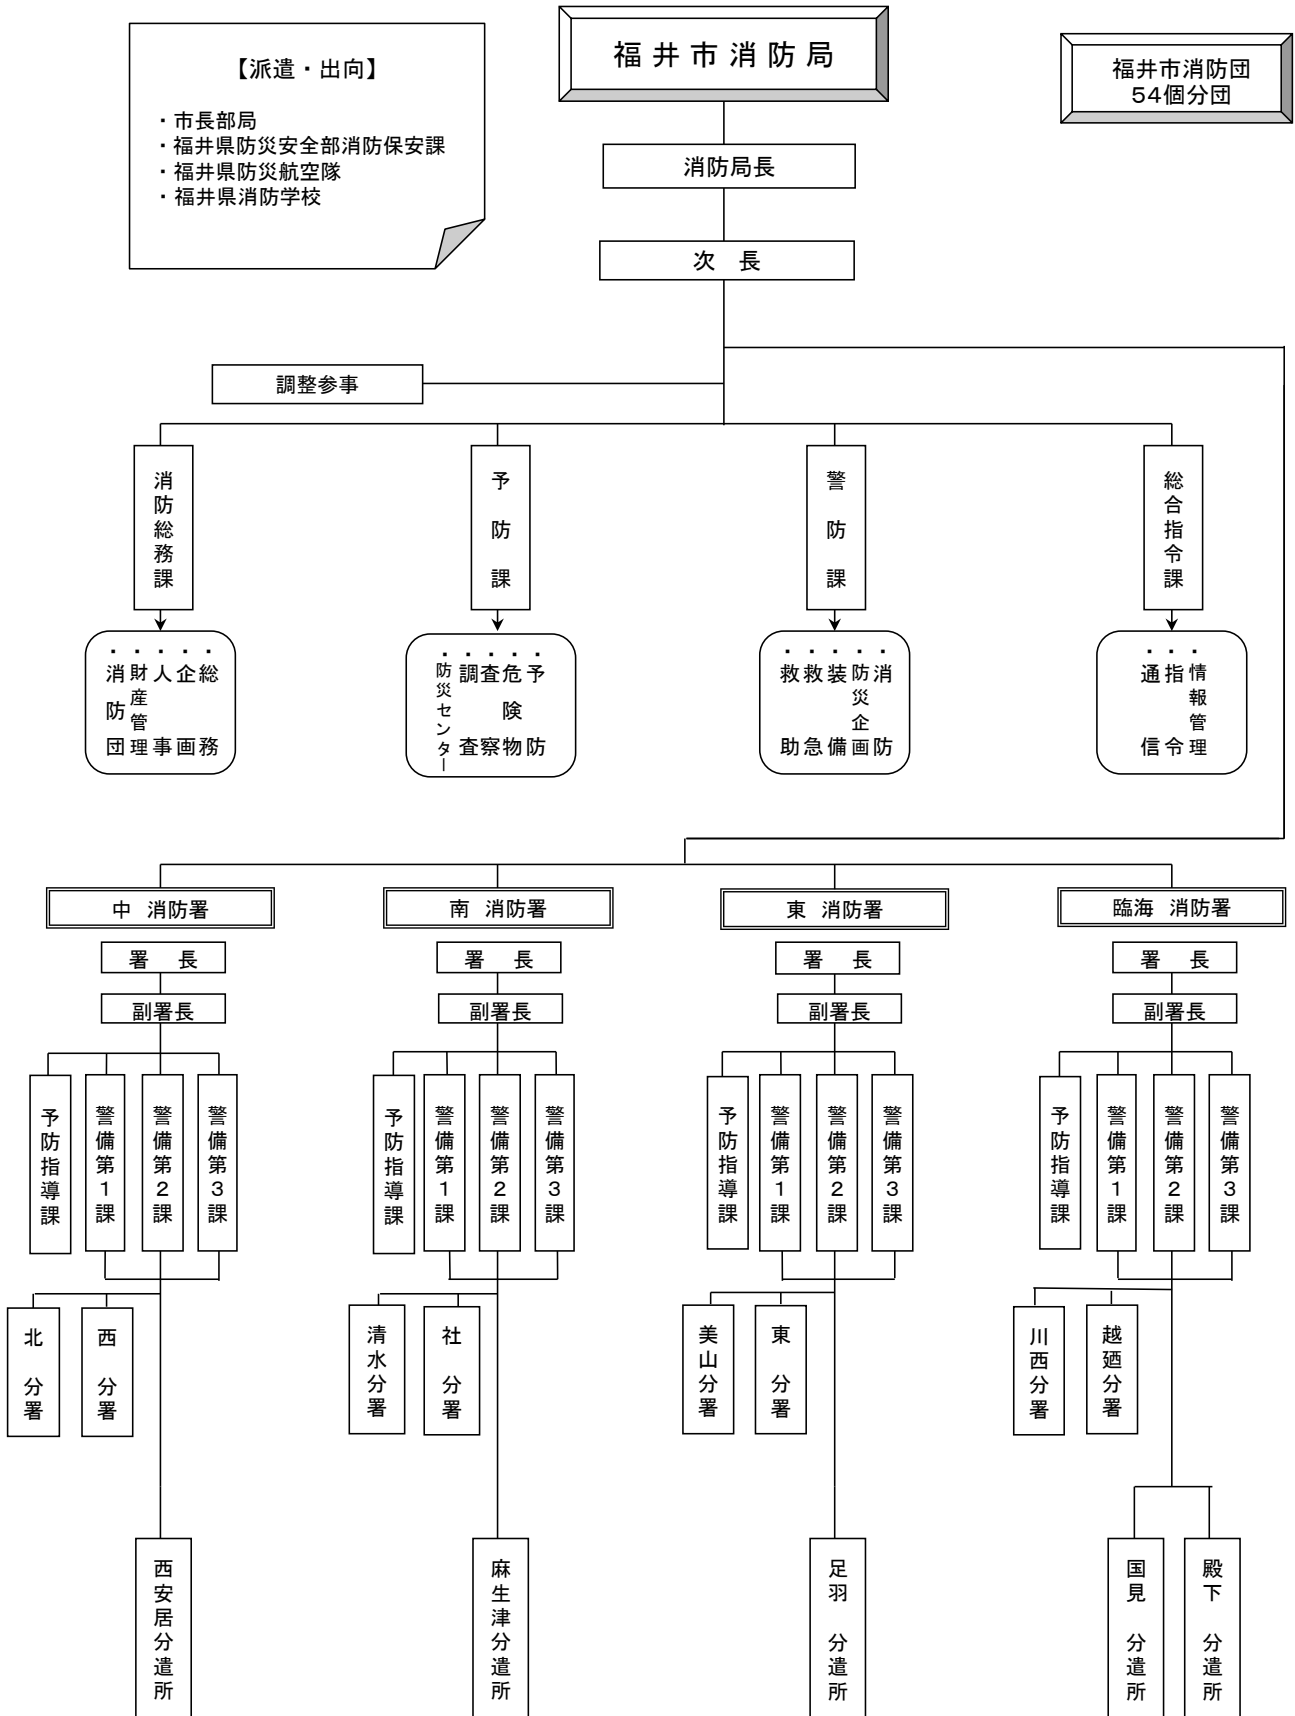 福井市消防局
福井市消防団
54個分団
【派遣・出向】
・市長部局
・福井県防災安全部消防保安課
・福井県防災航空隊
・福井県消防学校
消防局長
次 長
調整参事
消防総務課
予防課
警防課
総合指令課
・総務
・企画
・人事
・財産管理
・消防団
・予防
・危険物
・査察
・調査
・防災センター
・消防
・防災企画
・装備
・救急
・救助
・情報管理
・指令
・通信
中 消防署
南 消防署
東 消防署
臨海 消防署
署 長
署 長
署 長
署 長
副署長
副署長
副署長
副署長
予防指導課
警備第1課
警備第2課
警備第3課
予防指導課
警備第1課
警備第2課
警備第3課
予防指導課
警備第1課
警備第2課
警備第3課
予防指導課
警備第1課
警備第2課
警備第3課
北 分署
西 分署
清水分署
社 分署
美山分署
東 分署
川西分署
越廼分署
西安居分遣所
麻生津分遣所
足羽 分遣所
国見 分遣所
殿下 分遣所